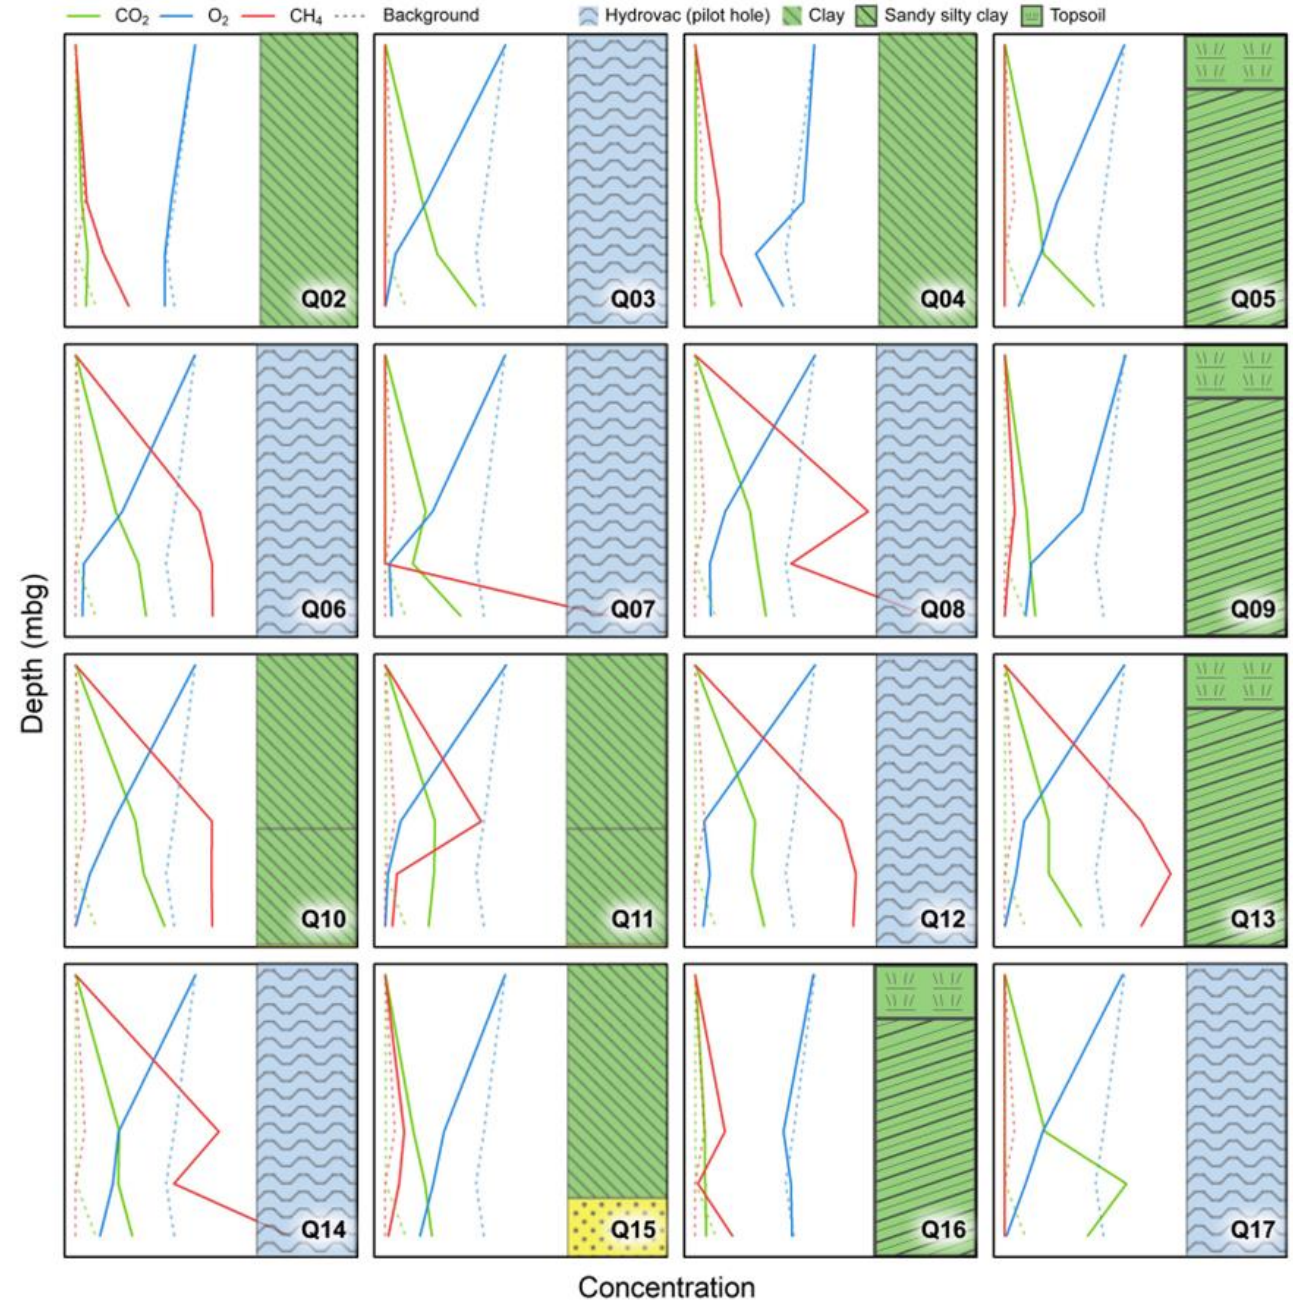 CO₂ O₂ CH₄ Background Hydrovac (pilot hole) Clay Sandy silty clay Topsoil
Q02 Q03 Q04 Q05
Q06 Q07 Q08 Q09
Depth (mbg)
Q10 Q11 Q12 Q13
Q14 Q15 Q16 Q17
Concentration